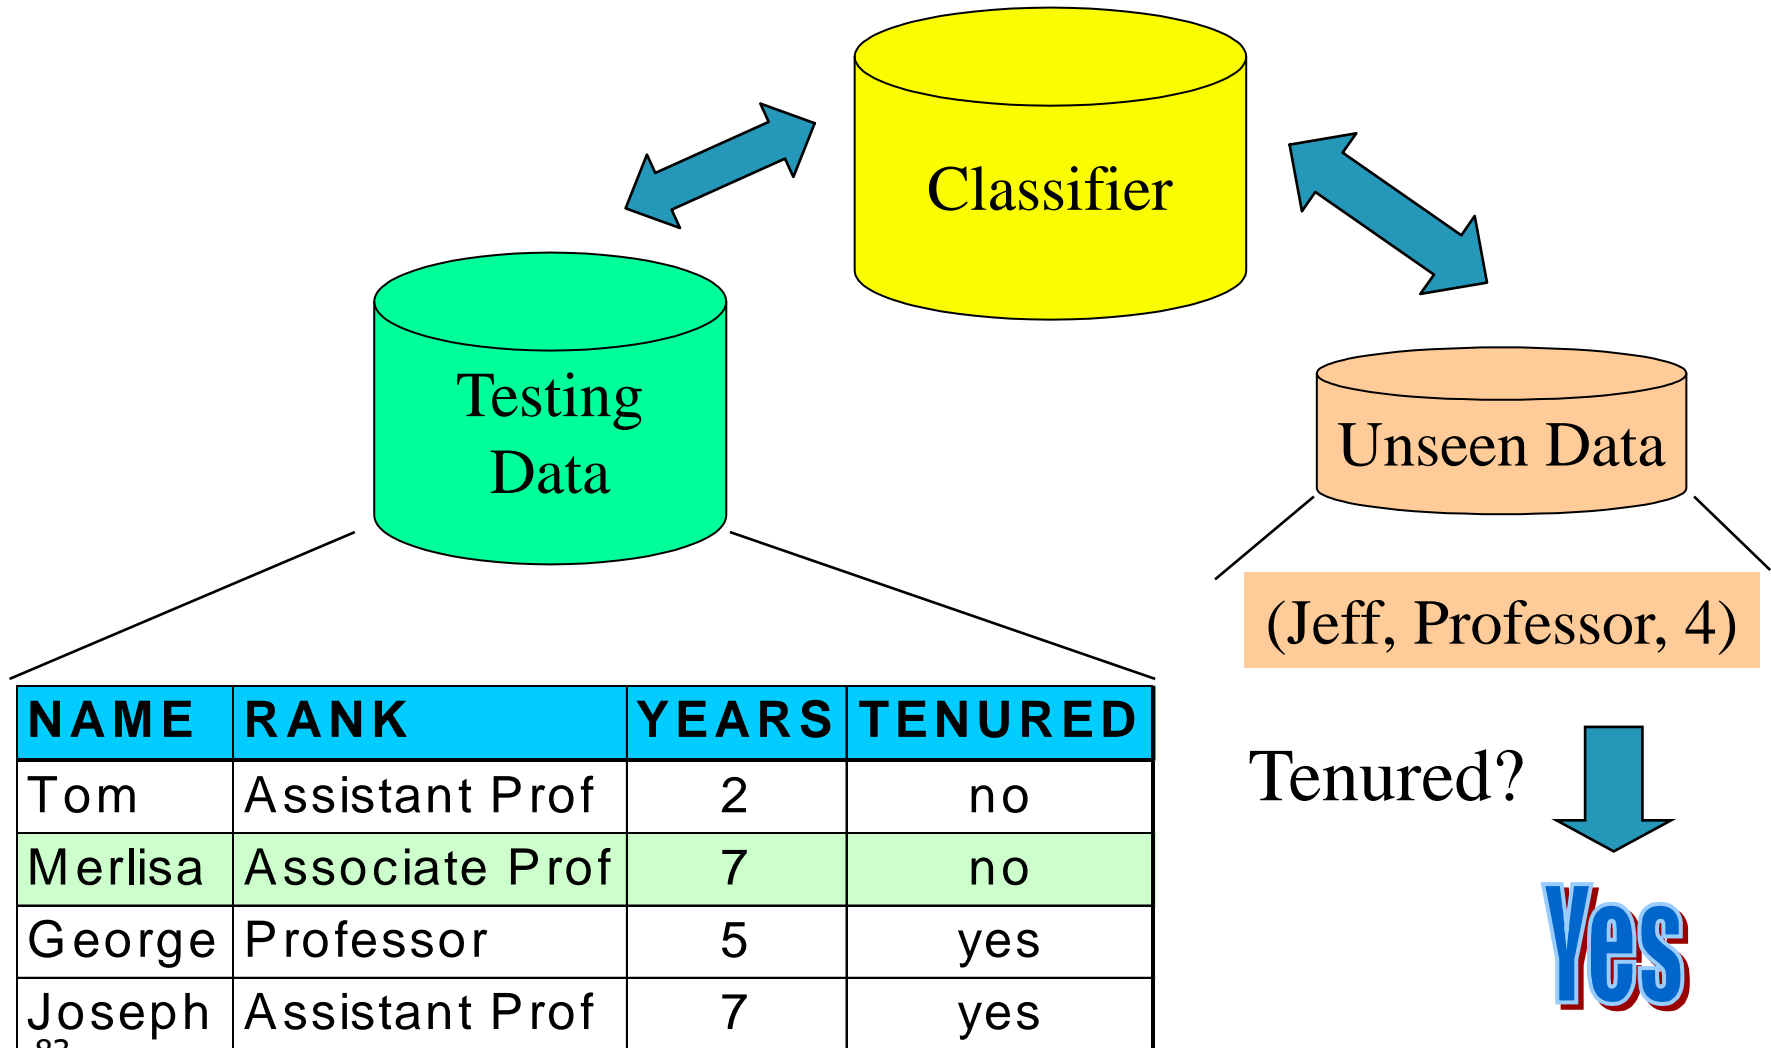 Classifier
Testing
Data
Unseen Data
(Jeff, Professor, 4)
NAME RANK YEARS TENURED
Tom Assistant Prof 2 no
Merlisa Associate Prof 7 no
George Professor 5 yes
Joseph Assistant Prof 7 yes
Tenured?
Yes